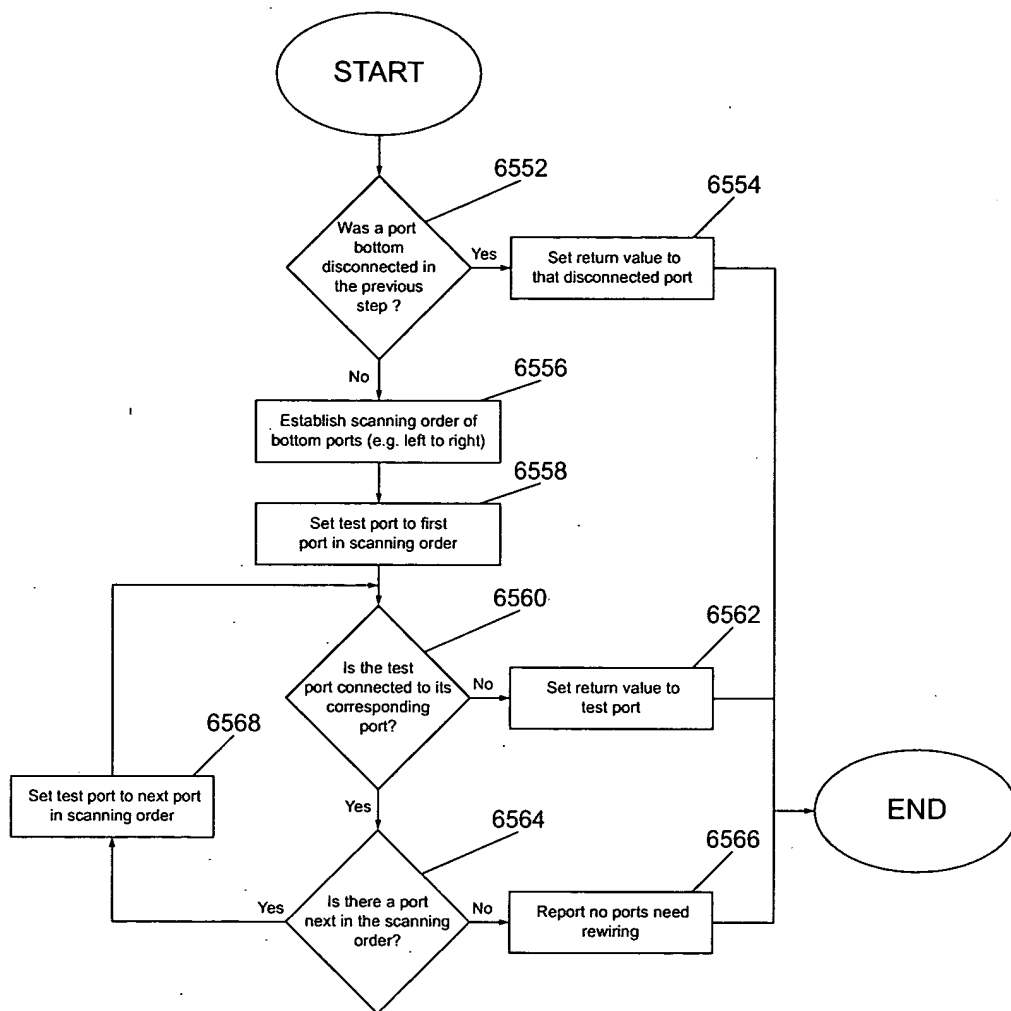 START
6552
6554
Was a port
bottom
disconnected in
the previous
step ?
Yes
Set return value to
that disconnected port
No
6556
Establish scanning order of
bottom ports (e.g. left to right)
6558
Set test port to first
port in scanning order
6560
6562
Is the test
port connected to its
corresponding
port?
No
Set return value to
test port
6568
Set test port to next port
in scanning order
END
Yes
6564
6566
Yes
Is there a port
next in the scanning
order?
No
Report no ports need
rewiring